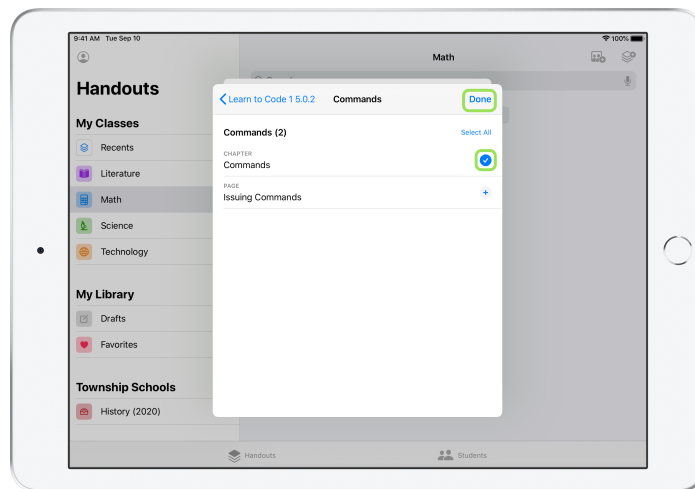 9:41 AM Tue Sep 10
100%
Math
Handouts
My Classes
Recents
Literature
Math
Science
Technology
My Library
Drafts
Favorites
Township Schools
History (2020)
Learn to Code 1 5.0.2 Commands Done
Commands (2) Select All
CHAPTER
Commands
PAGE
Issuing Commands
Handouts
Students